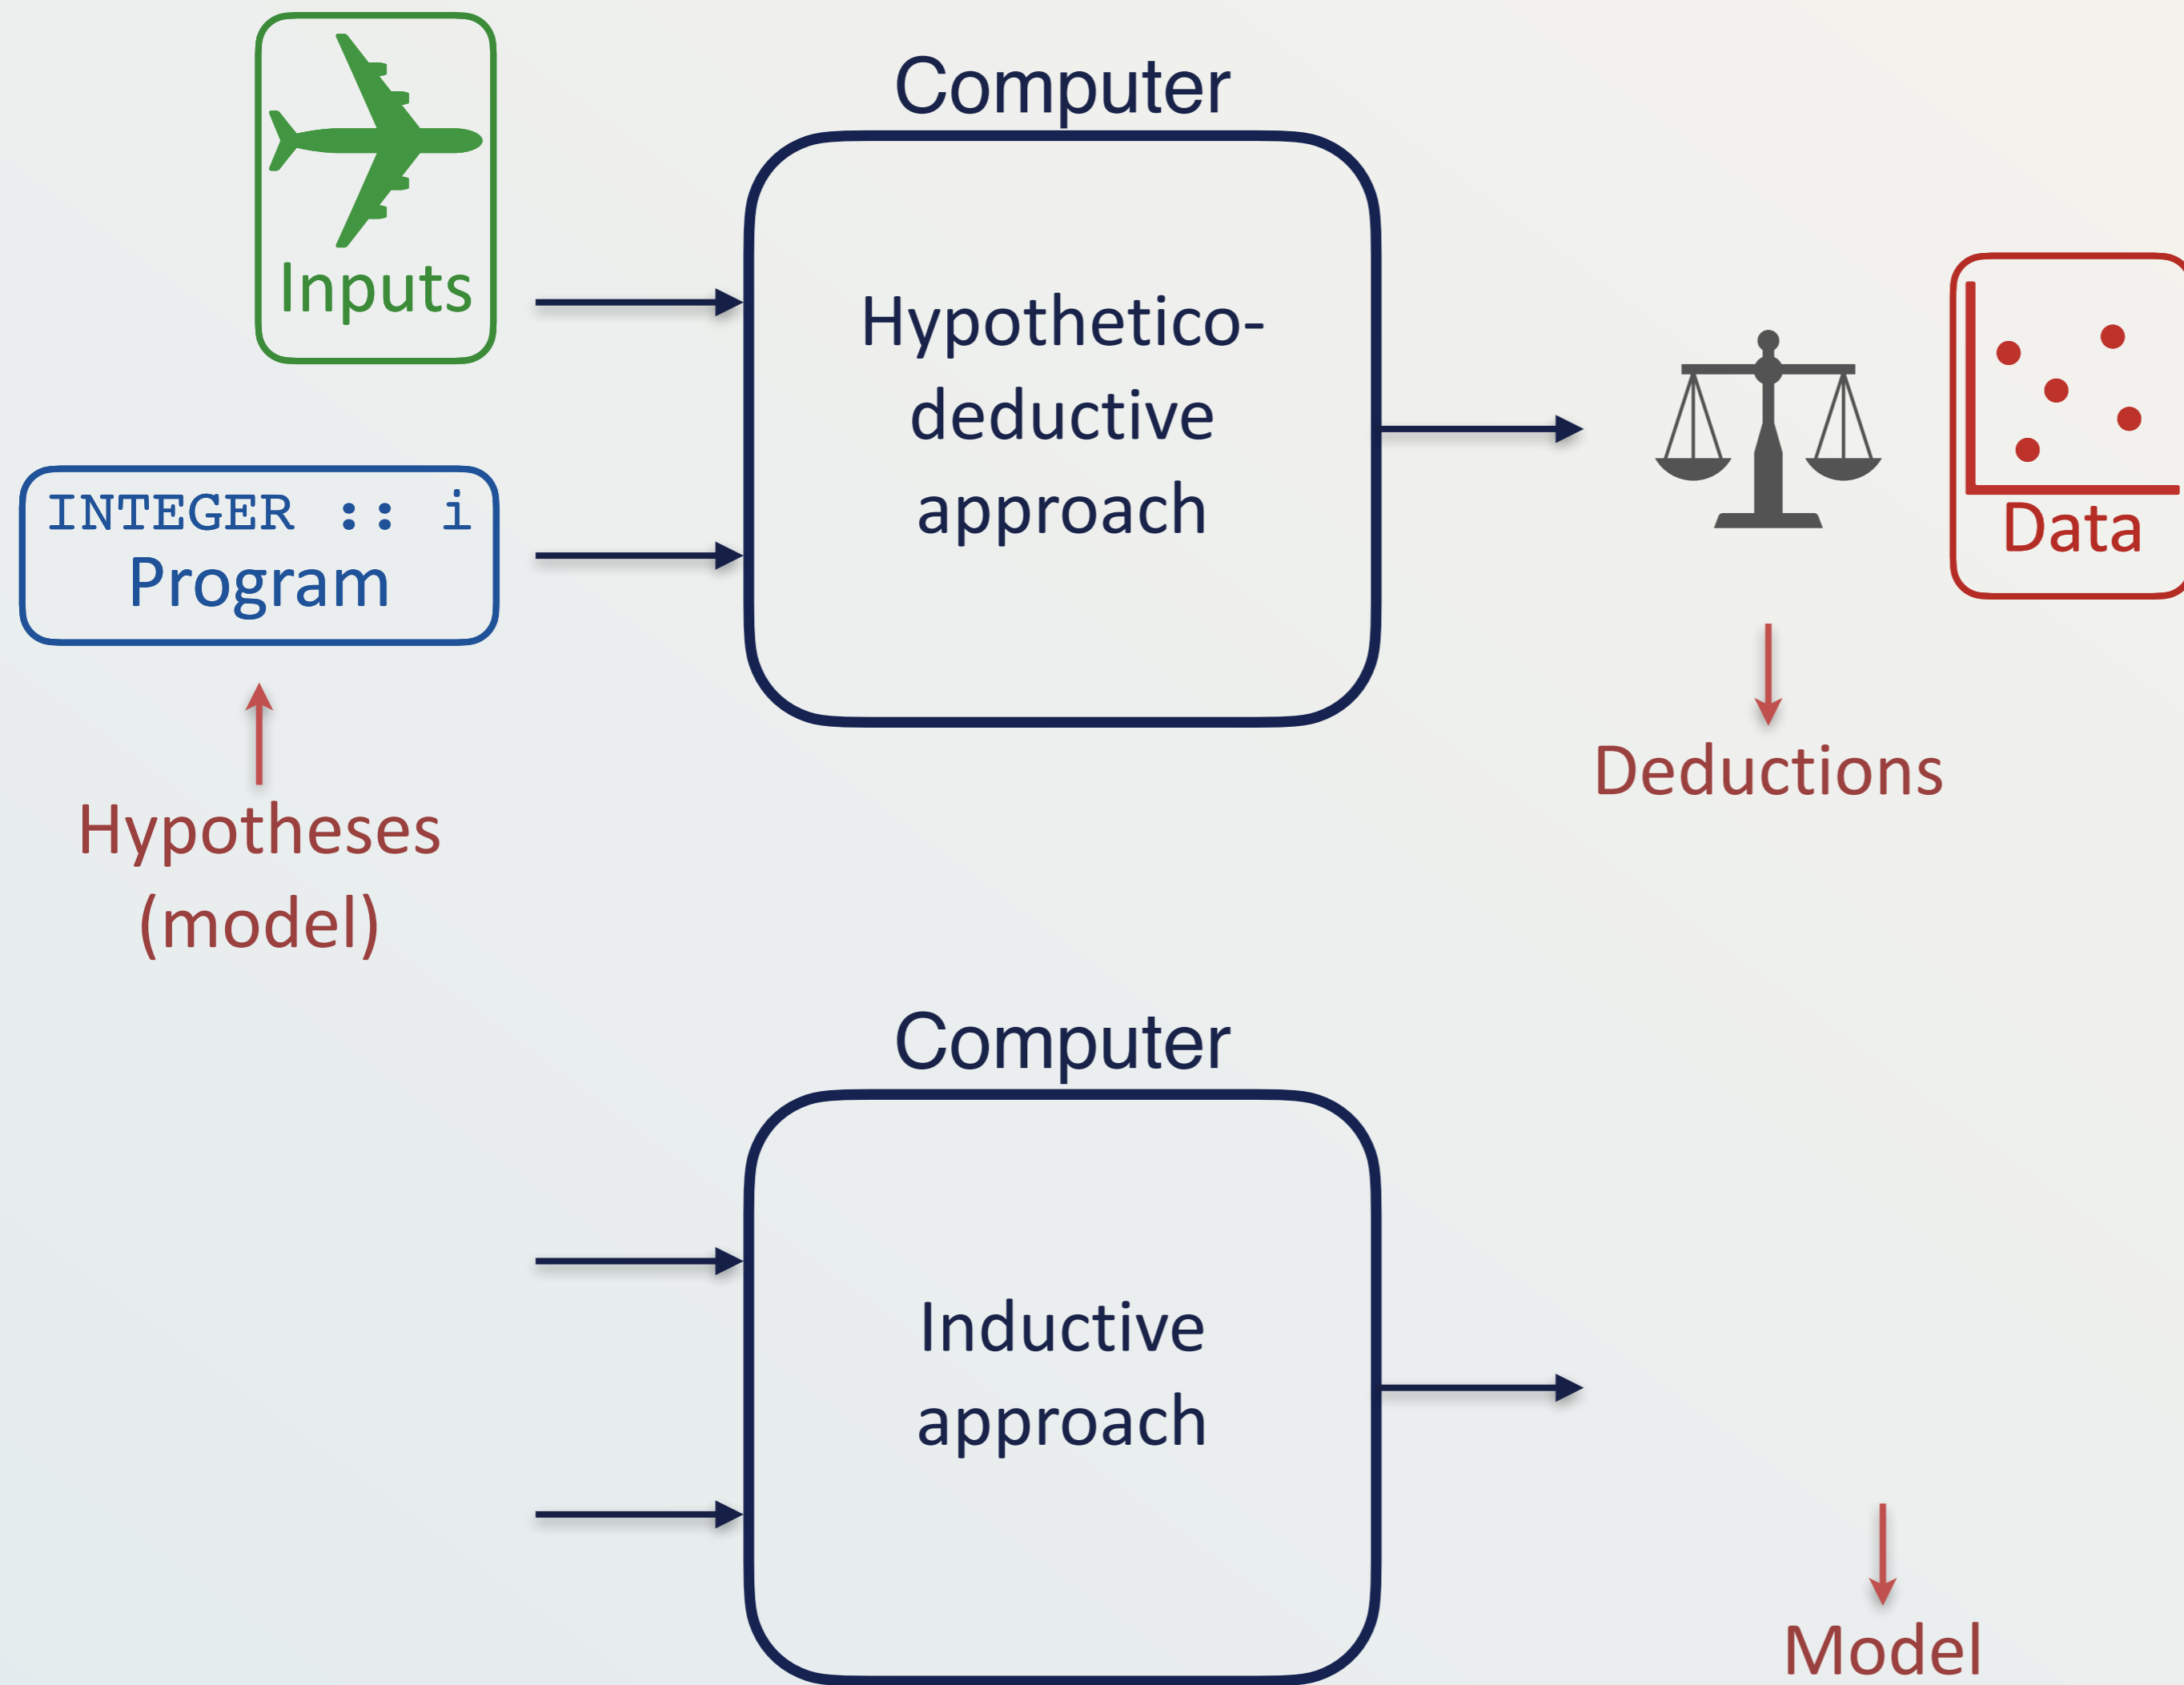 Computer
Inputs
Hypothetico-
deductive
approach
INTEGER :: i
Program
Data
Deductions
Hypotheses
(model)
Computer
Inductive
approach
Model